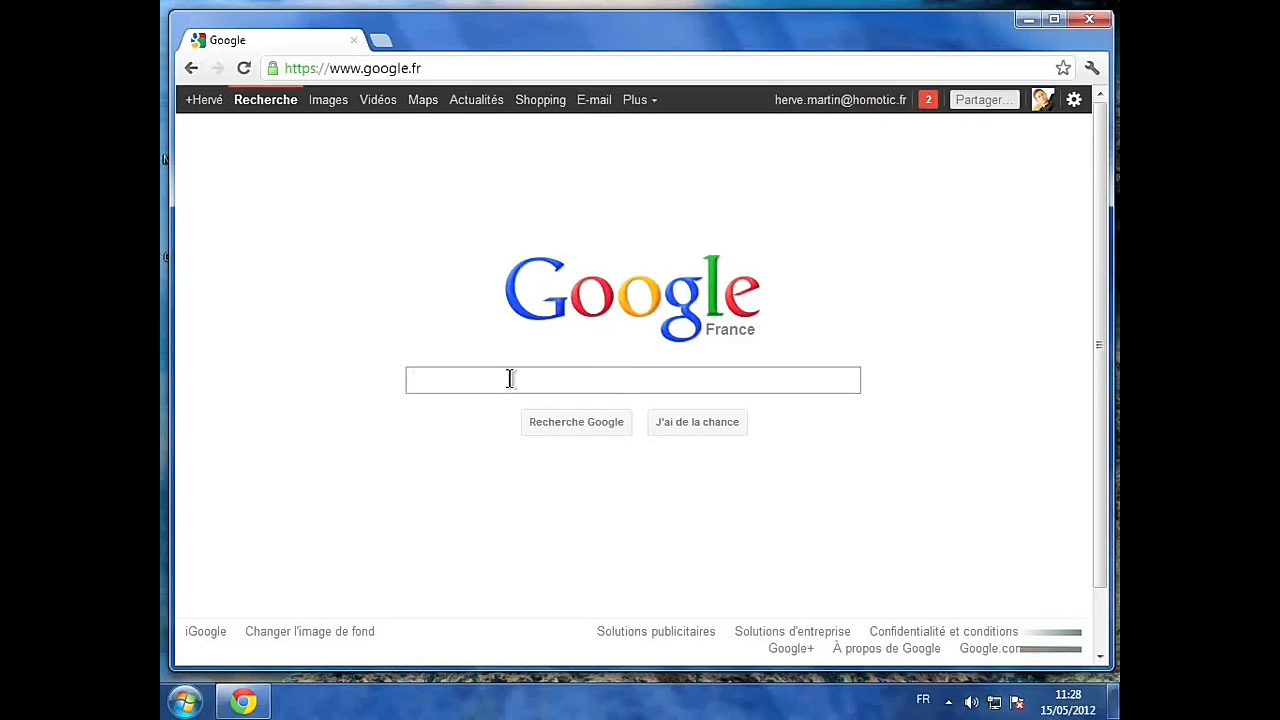 Google
https://www.google.fr
+Hervé Recherche Images Vidéos Maps Actualités Shopping E-mail Plus herve.martin@homotic.fr 2 Partager...
Google
France
Recherche Google J'ai de la chance
iGoogle Changer l'image de fond Solutions publicitaires Solutions d'entreprise Confidentialité et conditions
Google+ À propos de Google Google.com
FR 11:28
15/05/2012